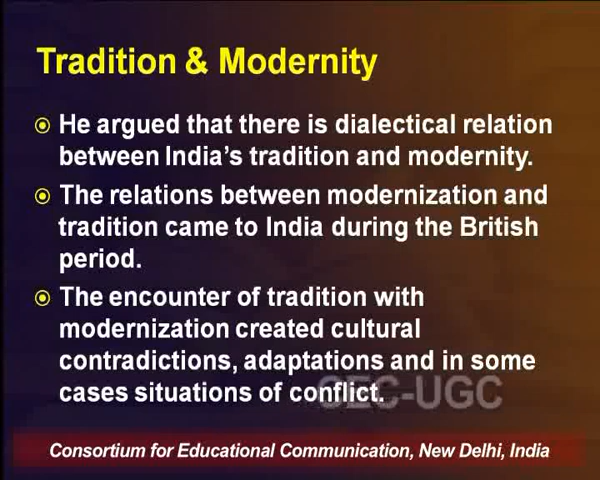 Tradition & Modernity
He argued that there is dialectical relation
between India's tradition and modernity.
The relations between modernization and
tradition came to India during the British
period.
The encounter of tradition with
modernization created cultural
contradictions, adaptations and in some
cases situations of conflict.
CEC-UGC
Consortium for Educational Communication, New Delhi, India